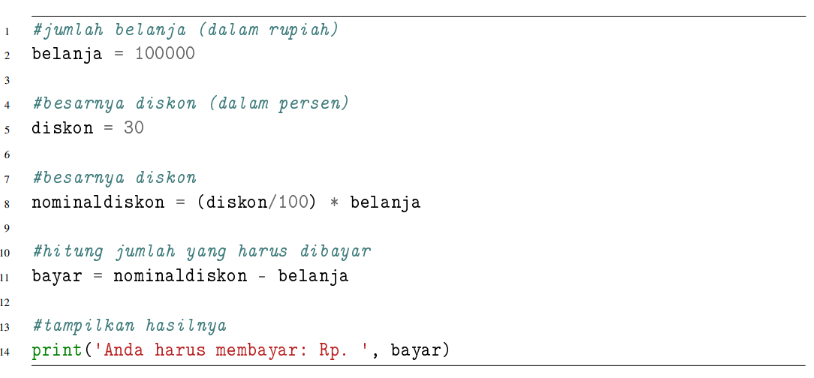 1 #jumlah belanja (dalam rupiah)
2 belanja = 100000
3
4 #besarnya diskon (dalam persen)
5 diskon = 30
6
7 #besarnya diskon
8 nominaldiskon = (diskon/100) * belanja
9
10 #hitung jumlah yang harus dibayar
11 bayar = nominaldiskon - belanja
12
13 #tampilkan hasilnya
14 print('Anda harus membayar: Rp. ', bayar)